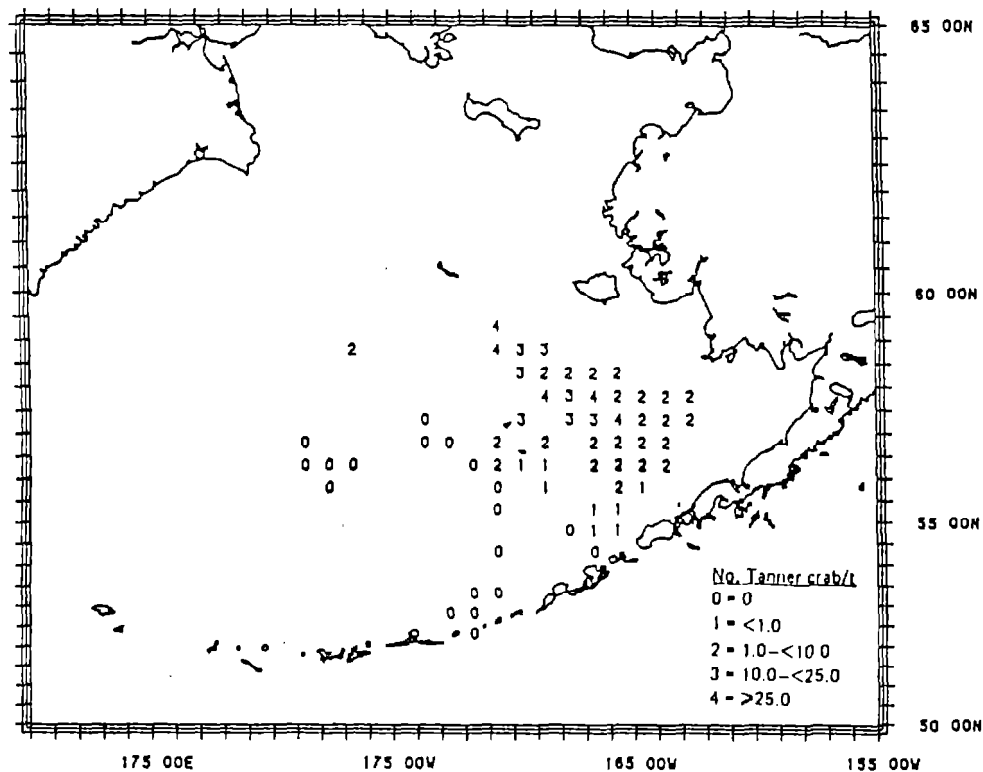 65 00N
60 00N
4
2 4 3 3
3 2 2 2 2
4 3 4 2 2 2 2
0 3 3 3 4 2 2 2
0 0 0 2 2 2 2 2 2
0 0 0 0 2 1 1 2 2 2 2
0 0 1 2 1
0 1 1
55 00N
0 1 1
0 0
0 0
0 0
0
No. Tanner crab/t
0 = 0
1 = <1.0
2 = 1.0-<10.0
3 = 10.0-<25.0
4 = ≥25.0
50 00N
175 00E 175 00W 165 00W 155 00W